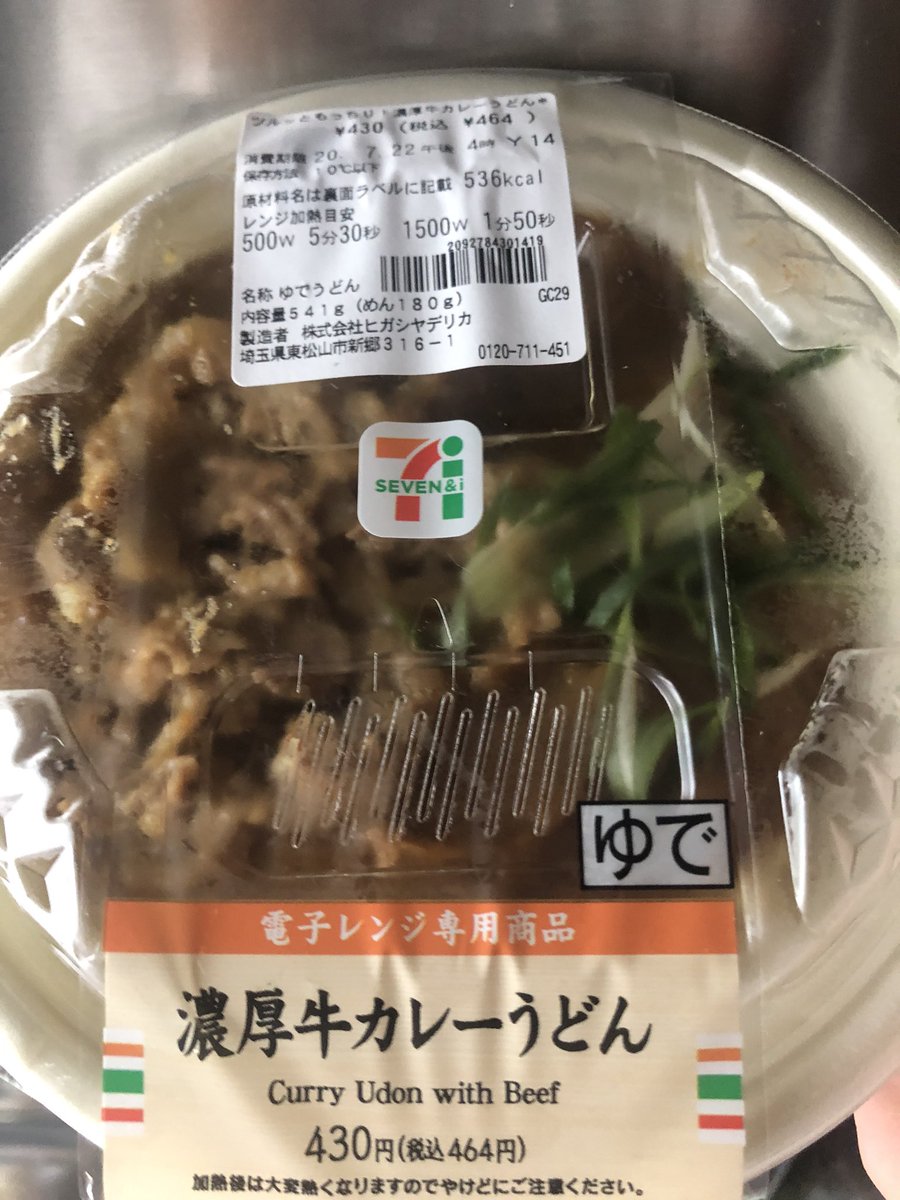 ツルッともっちり！濃厚牛カレーうどん*
¥430 (税込 ¥464 )
消費期限 20. 7. 22午後 4時 Y 14
保存方法 10℃以下
原材料名は裏面ラベルに記載 536kcal
レンジ加熱目安
500W 5分30秒 1500W 1分50秒
2092784301419
名称 ゆでうどん
内容量541g (めん180g) GC29
製造者 株式会社ヒガシヤデリカ
埼玉県東松山市新郷316-1 0120-711-451
SEVEN&i
ゆで
電子レンジ専用商品
濃厚牛カレーうどん
Curry Udon with Beef
430円(税込464円)
加熱後は大変熱くなりますのでやけどにご注意ください。